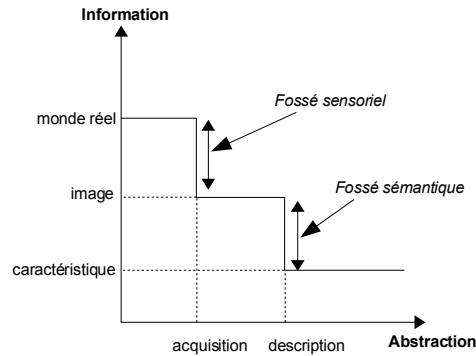 Information
Fossé sensoriel
monde réel
Fossé sémantique
image
caractéristique
Abstraction
acquisition
description